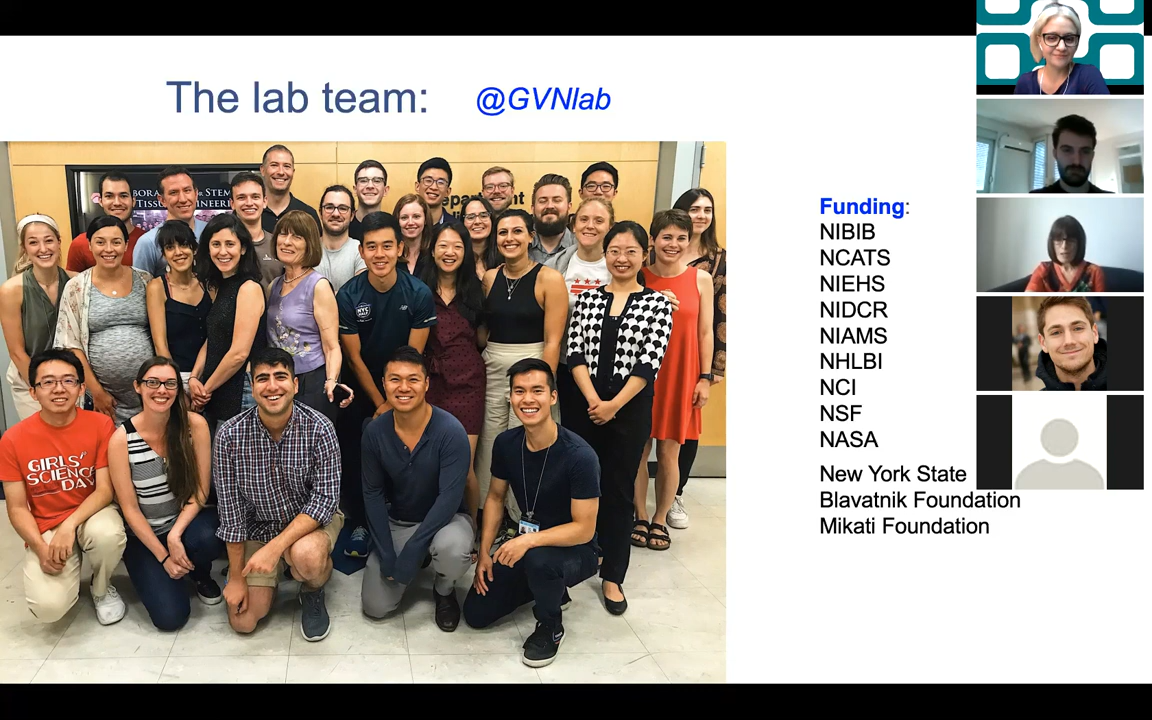 The lab team: @GVNlab
Funding:
NIBIB
NCATS
NIEHS
NIDCR
NIAMS
NHLBI
NCI
NSF
NASA
New York State
Blavatnik Foundation
Mikati Foundation
GIRLS'
SCIENCE
DAY